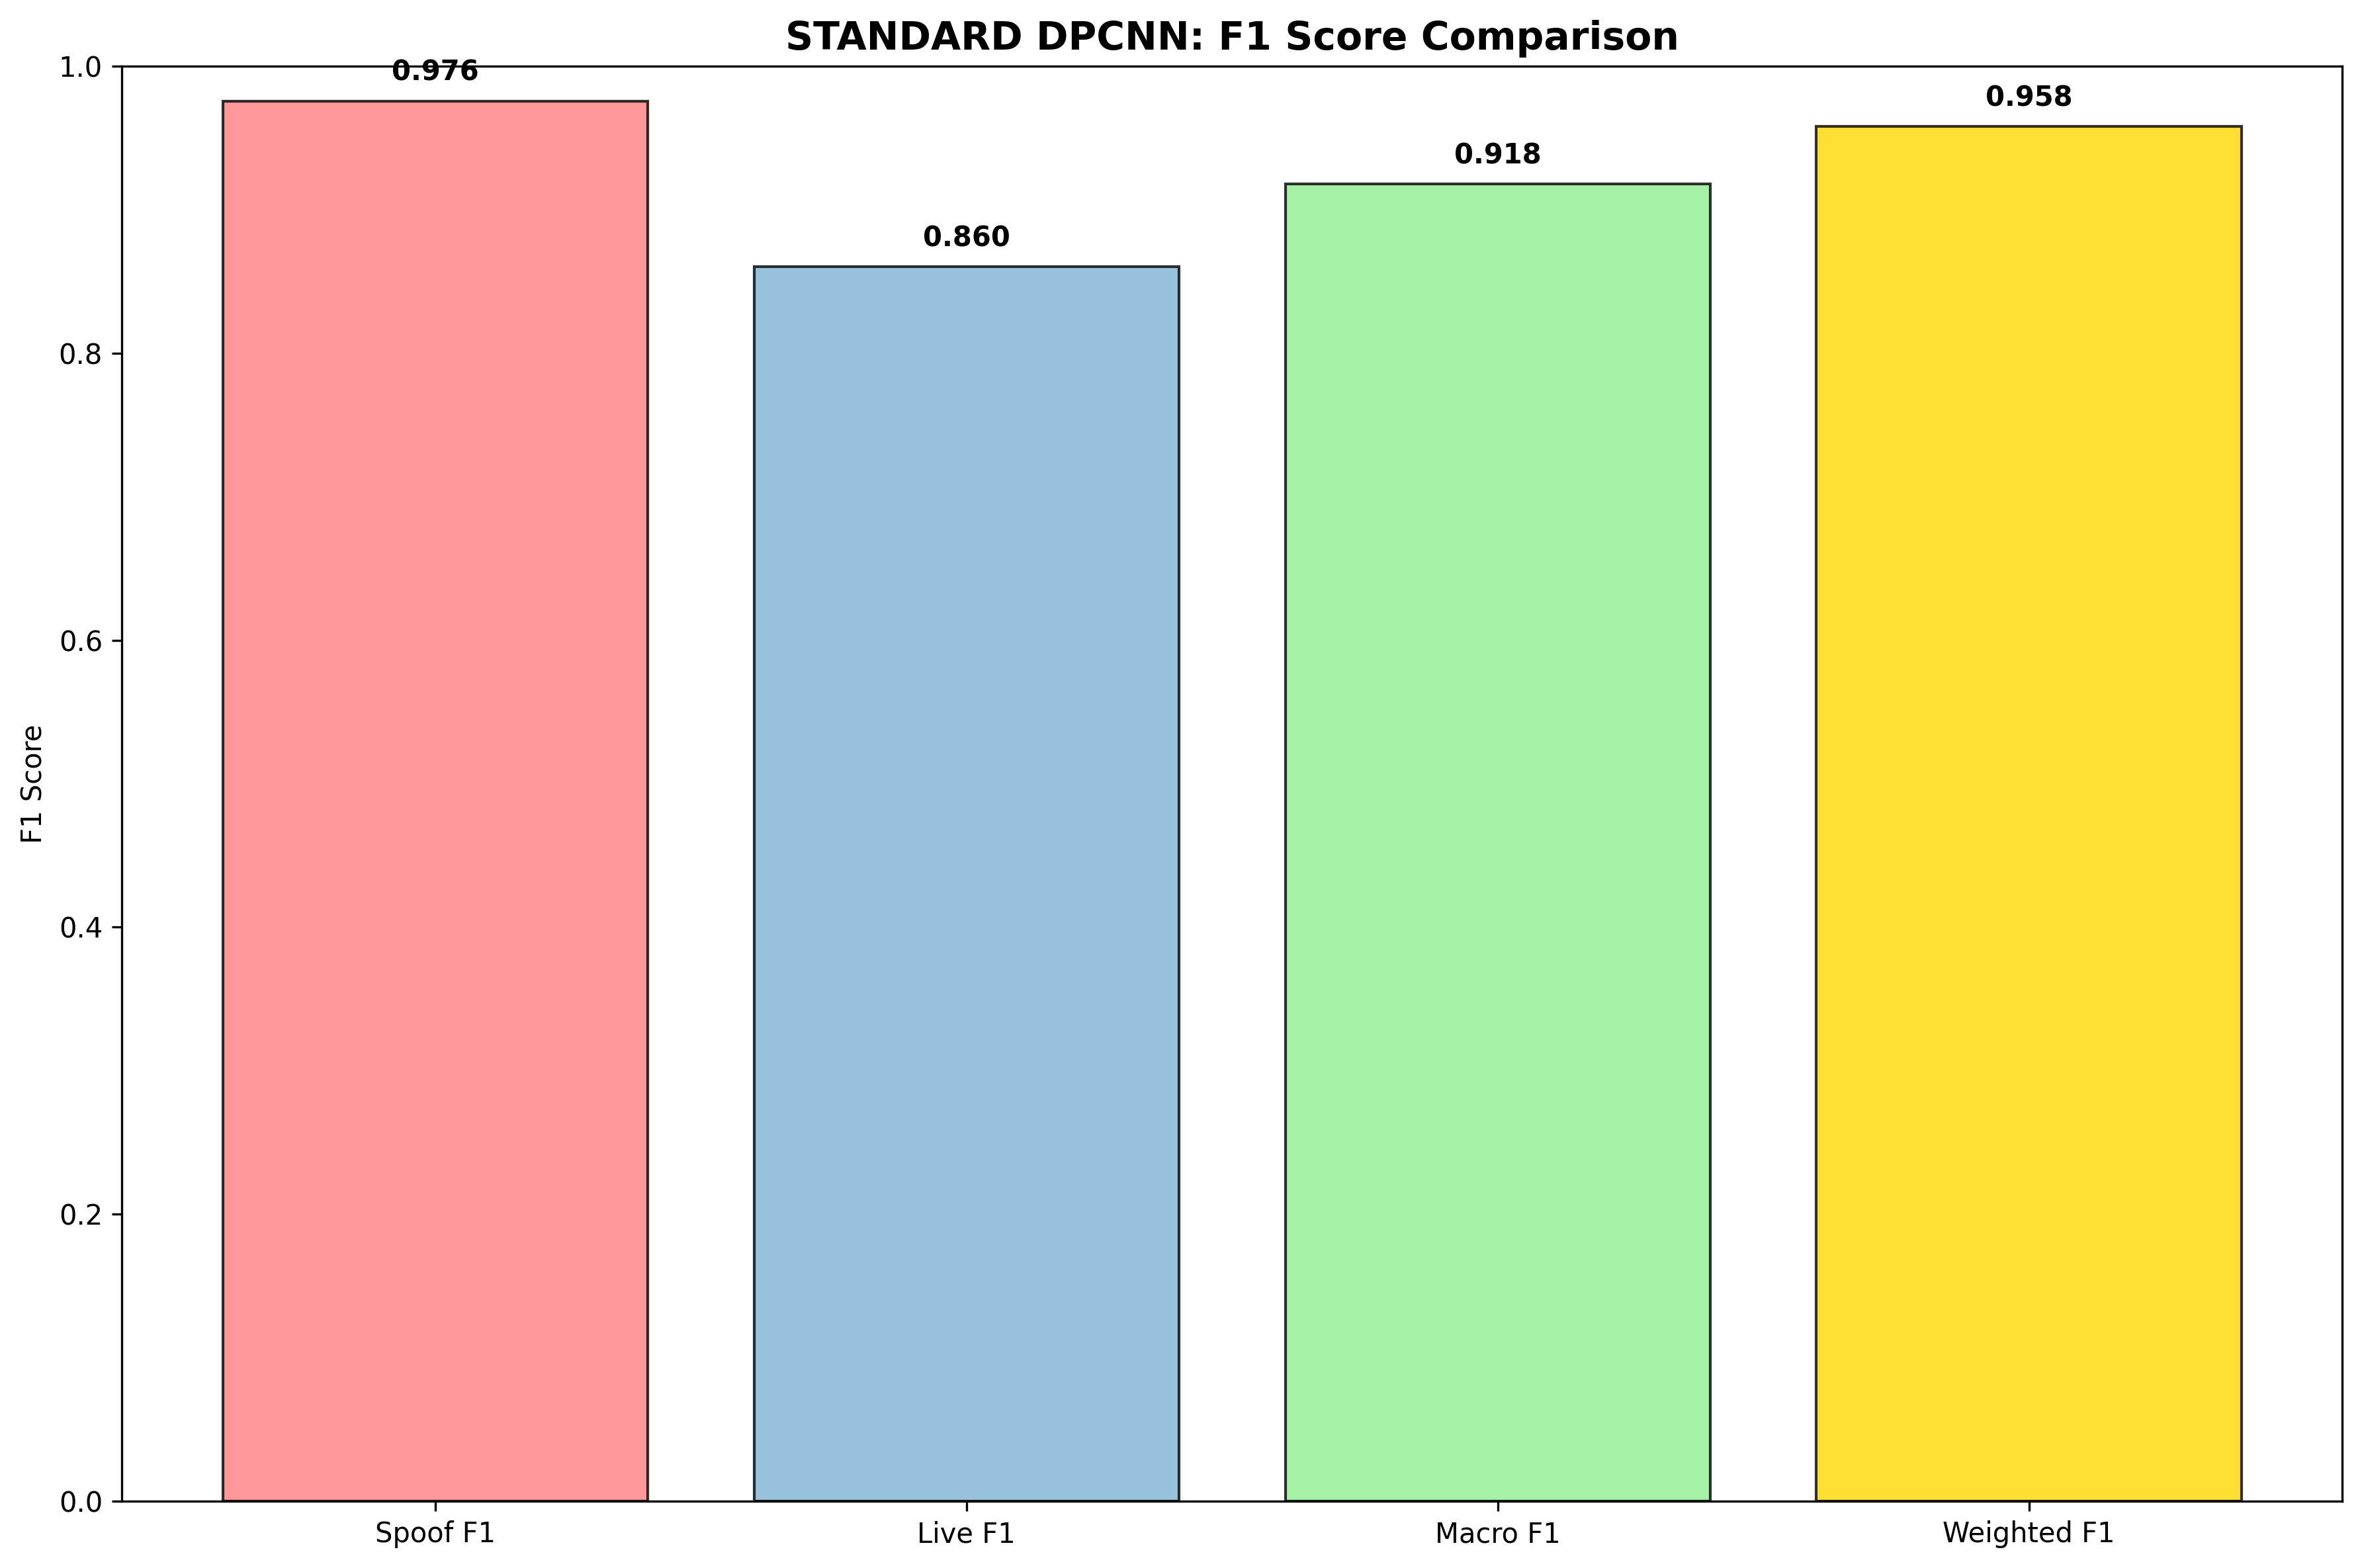 STANDARD DPCNN: F1 Score Comparison
1.0
0.8
0.6
0.4
0.2
0.0
F1 Score
0.976
0.860
0.918
0.958
Spoof F1
Live F1
Macro F1
Weighted F1